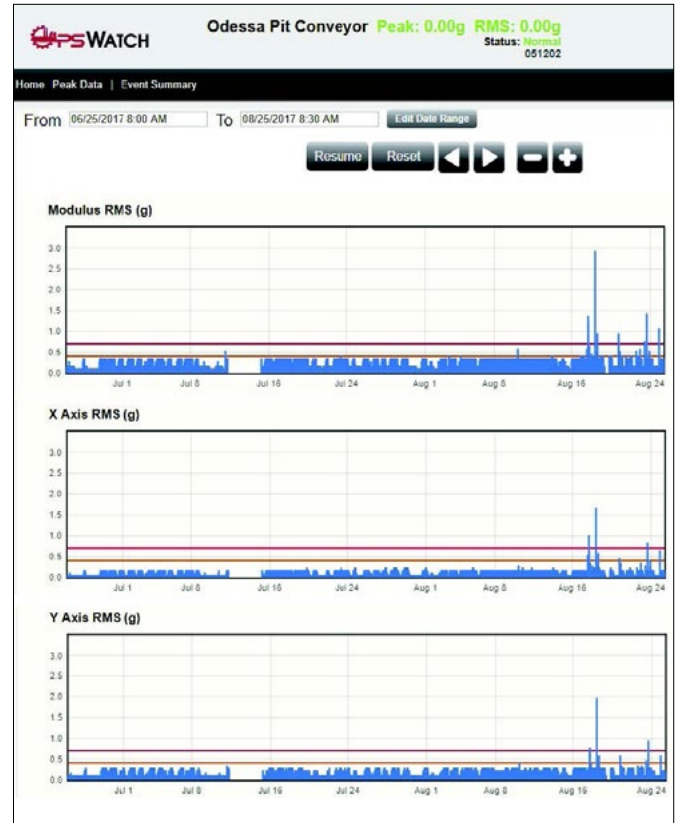 OPSWATCH
Odessa Pit Conveyor Peak: 0.00g RMS: 0.00g
Status: Normal
051202
Home Peak Data | Event Summary
From 06/25/2017 8:00 AM To 08/25/2017 8:30 AM Edit Date Range
Resume Reset
Modulus RMS (g)
3.0
2.5
2.0
1.5
1.0
0.5
0.0
Jul 1 Jul 8 Jul 16 Jul 24 Aug 1 Aug 8 Aug 16 Aug 24
X Axis RMS (g)
3.0
2.5
2.0
1.5
1.0
0.5
0.0
Jul 1 Jul 8 Jul 16 Jul 24 Aug 1 Aug 8 Aug 16 Aug 24
Y Axis RMS (g)
3.0
2.5
2.0
1.5
1.0
0.5
0.0
Jul 1 Jul 8 Jul 16 Jul 24 Aug 1 Aug 8 Aug 16 Aug 24